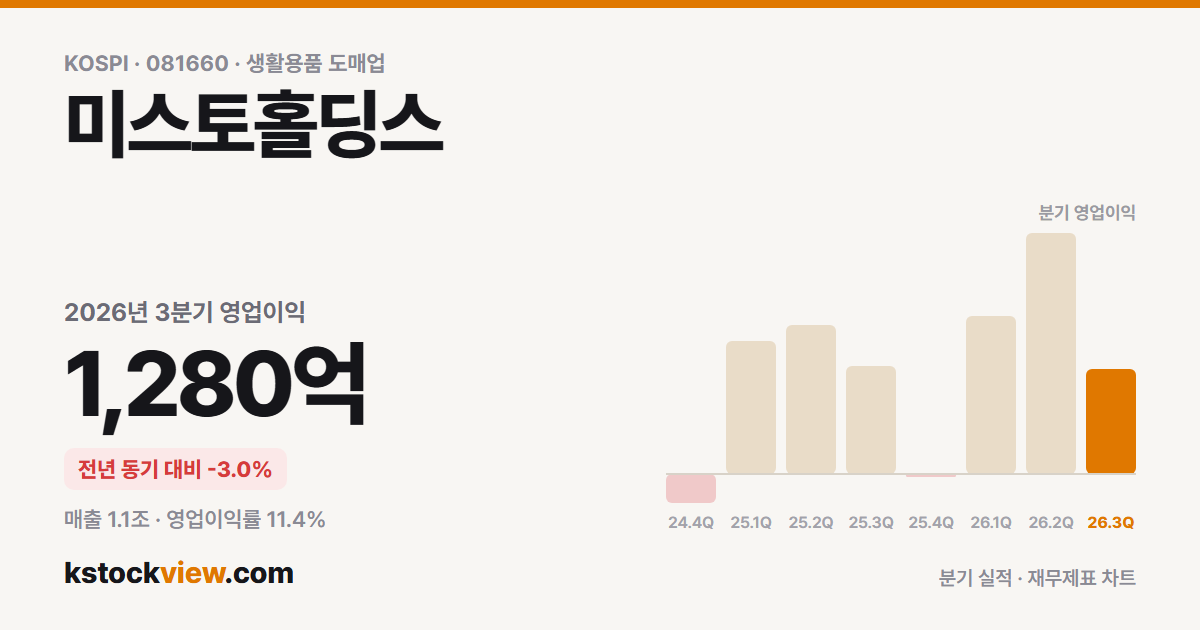 KOSPI · 081660 · 생활용품 도매업
미스토홀딩스
분기 영업이익
2026년 3분기 영업이익
1,280억
전년 동기 대비 -3.0%
매출 1.1조 · 영업이익률 11.4%
24.4Q 25.1Q 25.2Q 25.3Q 25.4Q 26.1Q 26.2Q 26.3Q
kstockview.com
분기 실적 · 재무제표 차트